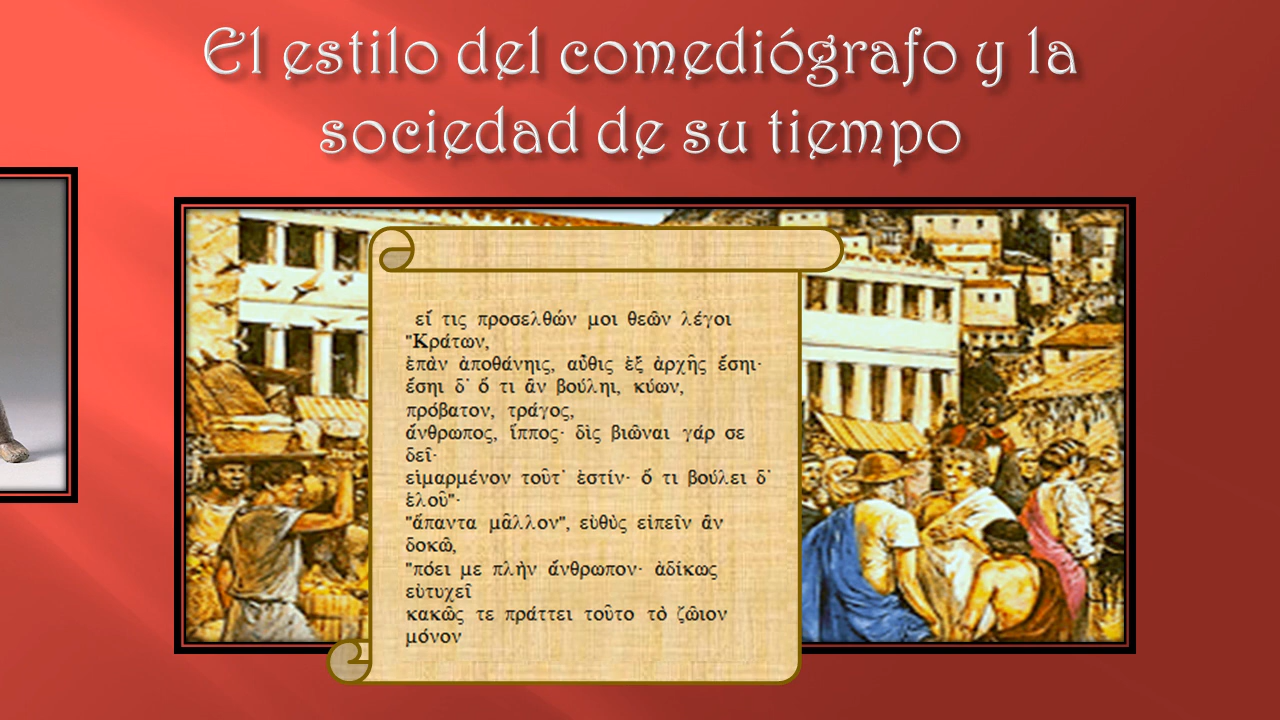 El estilo del comediógrafo y la
sociedad de su tiempo
εἴ τις προσελθών μοι θεῶν λέγοι
"Κράτων,
ἐπὰν ἀποθάνηις, αὖθις ἐξ ἀρχῆς ἔσηι·
ἔσηι δ᾽ ὅ τι ἂν βούληι, κύων,
πρόβατον, τράγος,
ἄνθρωπος, ἵππος· δὶς βιῶναι γάρ σε
δεῖ·
εἱμαρμένον τοῦτ᾽ ἐστίν· ὅ τι βούλει δ᾽
ἑλοῦ"·
"ἅπαντα μᾶλλον", εὐθὺς εἰπεῖν ἂν
δοκῶ,
"πόει με πλὴν ἄνθρωπον· ἀδίκως
εὐτυχεῖ
κακῶς τε πράττει τοῦτο τὸ ζῶιον
μόνον